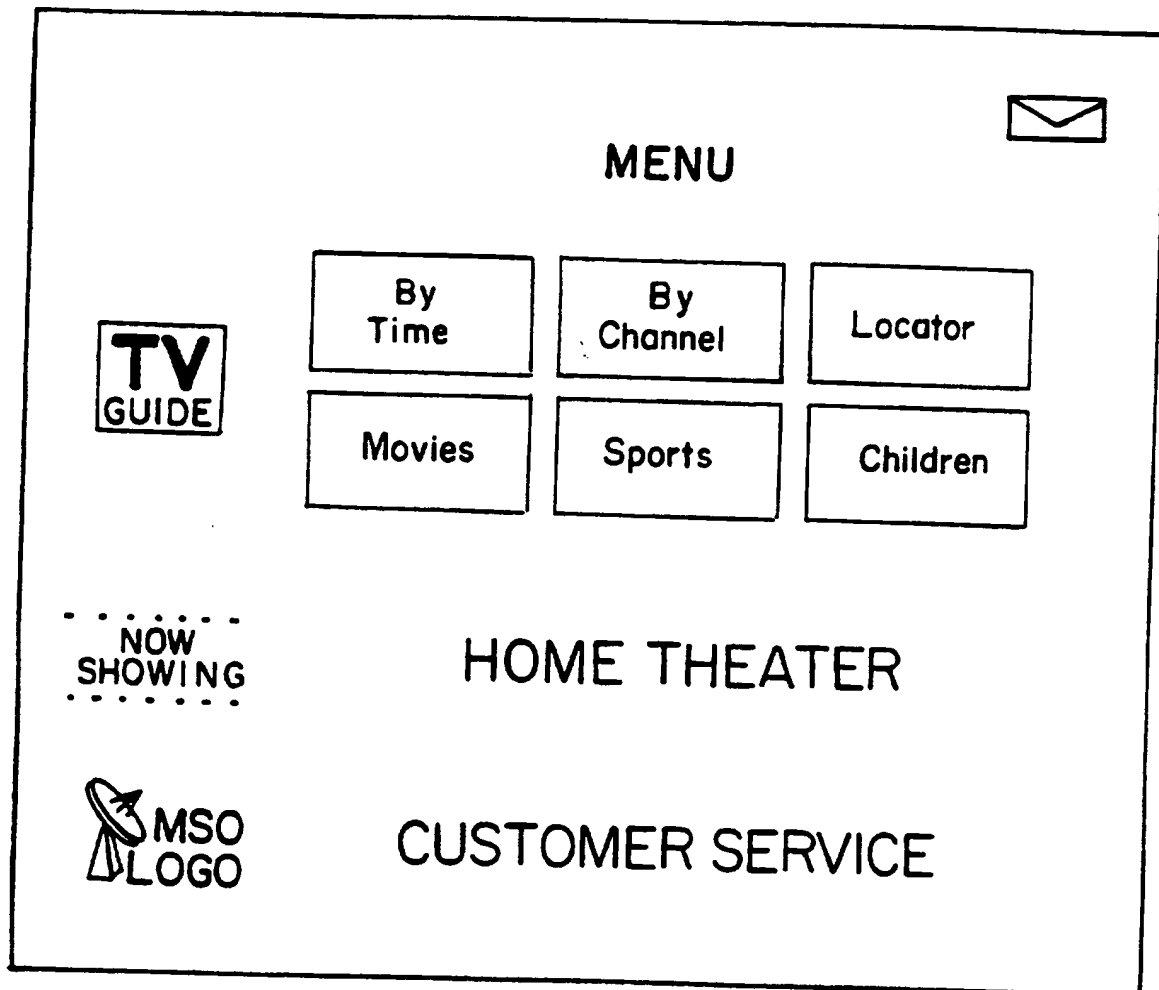 MENU
By
Time
By
Channel
Locator
TV
GUIDE
Movies
Sports
Children
NOW
SHOWING
HOME THEATER
MSO
LOGO
CUSTOMER SERVICE